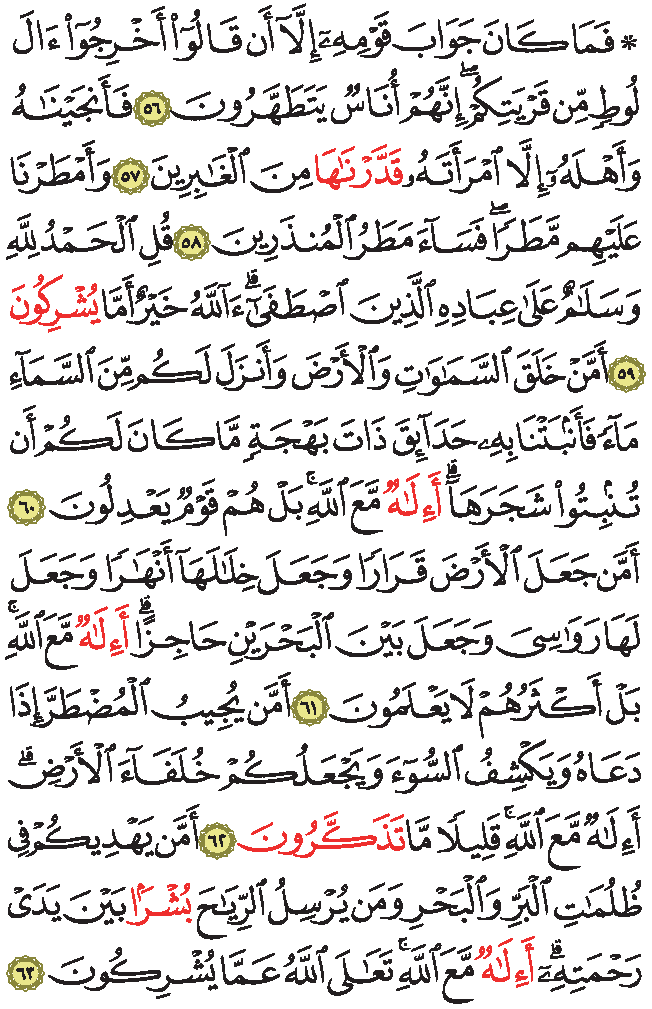 * فَمَا كَانَ جَوَابَ قَوْمِهِۦٓ إِلَّآ أَن قَالُوٓا۟ أَخْرِجُوٓا۟ ءَالَ
لُوطٍ مِّن قَرْيَتِكُمْ ۖ إِنَّهُمْ أُنَاسٌ يَتَطَهَّرُونَ ٥٦ فَأَنجَيْنَٰهُ
وَأَهْلَهُۥٓ إِلَّا ٱمْرَأَتَهُۥ قَدَّرْنَٰهَا مِنَ ٱلْغَٰبِرِينَ ٥٧ وَأَمْطَرْنَا
عَلَيْهِم مَّطَرًا ۖ فَسَآءَ مَطَرُ ٱلْمُنذَرِينَ ٥٨ قُلِ ٱلْحَمْدُ لِلَّهِ
وَسَلَٰمٌ عَلَىٰ عِبَادِهِ ٱلَّذِينَ ٱصْطَفَىٰٓ ۗ ءَآللَّهُ خَيْرٌ أَمَّا يُشْرِكُونَ
٥٩ أَمَّنْ خَلَقَ ٱلسَّمَٰوَٰتِ وَٱلْأَرْضَ وَأَنزَلَ لَكُم مِّنَ ٱلسَّمَآءِ
مَآءً فَأَنۢبَتْنَا بِهِۦ حَدَآئِقَ ذَاتَ بَهْجَةٍ مَّا كَانَ لَكُمْ أَن
تُنۢبِتُوا۟ شَجَرَهَآ ۗ أَءِلَٰهٌ مَّعَ ٱللَّهِ ۚ بَلْ هُمْ قَوْمٌ يَعْدِلُونَ ٦٠
أَمَّن جَعَلَ ٱلْأَرْضَ قَرَارًا وَجَعَلَ خِلَٰلَهَآ أَنْهَٰرًا وَجَعَلَ
لَهَا رَوَٰسِىَ وَجَعَلَ بَيْنَ ٱلْبَحْرَيْنِ حَاجِزًا ۗ أَءِلَٰهٌ مَّعَ ٱللَّهِ ۚ
بَلْ أَكْثَرُهُمْ لَا يَعْلَمُونَ ٦١ أَمَّن يُجِيبُ ٱلْمُضْطَرَّ إِذَا
دَعَاهُ وَيَكْشِفُ ٱلسُّوٓءَ وَيَجْعَلُكُمْ خُلَفَآءَ ٱلْأَرْضِ ۗ
أَءِلَٰهٌ مَّعَ ٱللَّهِ ۚ قَلِيلًا مَّا تَذَكَّرُونَ ٦٢ أَمَّن يَهْدِيكُمْ فِى
ظُلُمَٰتِ ٱلْبَرِّ وَٱلْبَحْرِ وَمَن يُرْسِلُ ٱلرِّيَٰحَ بُشْرًۢا بَيْنَ يَدَىْ
رَحْمَتِهِۦٓ ۗ أَءِلَٰهٌ مَّعَ ٱللَّهِ ۚ تَعَٰلَى ٱللَّهُ عَمَّا يُشْرِكُونَ ٦٣